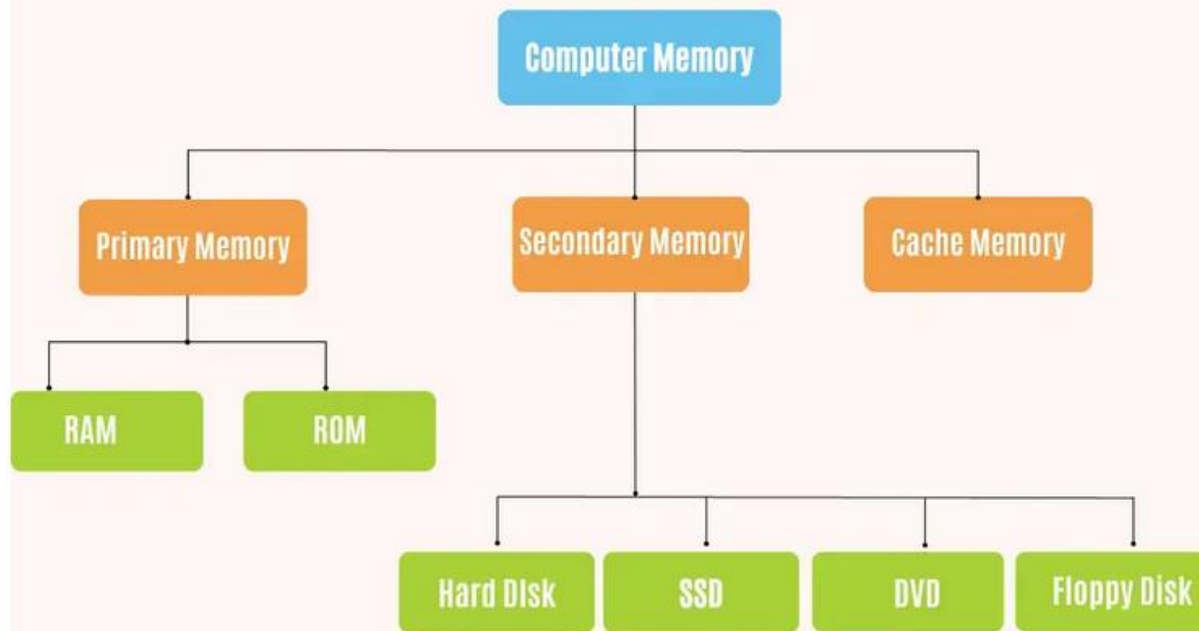 Computer Memory
Primary Memory
Secondary Memory
Cache Memory
RAM
ROM
Hard DIsk
SSD
DVD
Floppy Disk